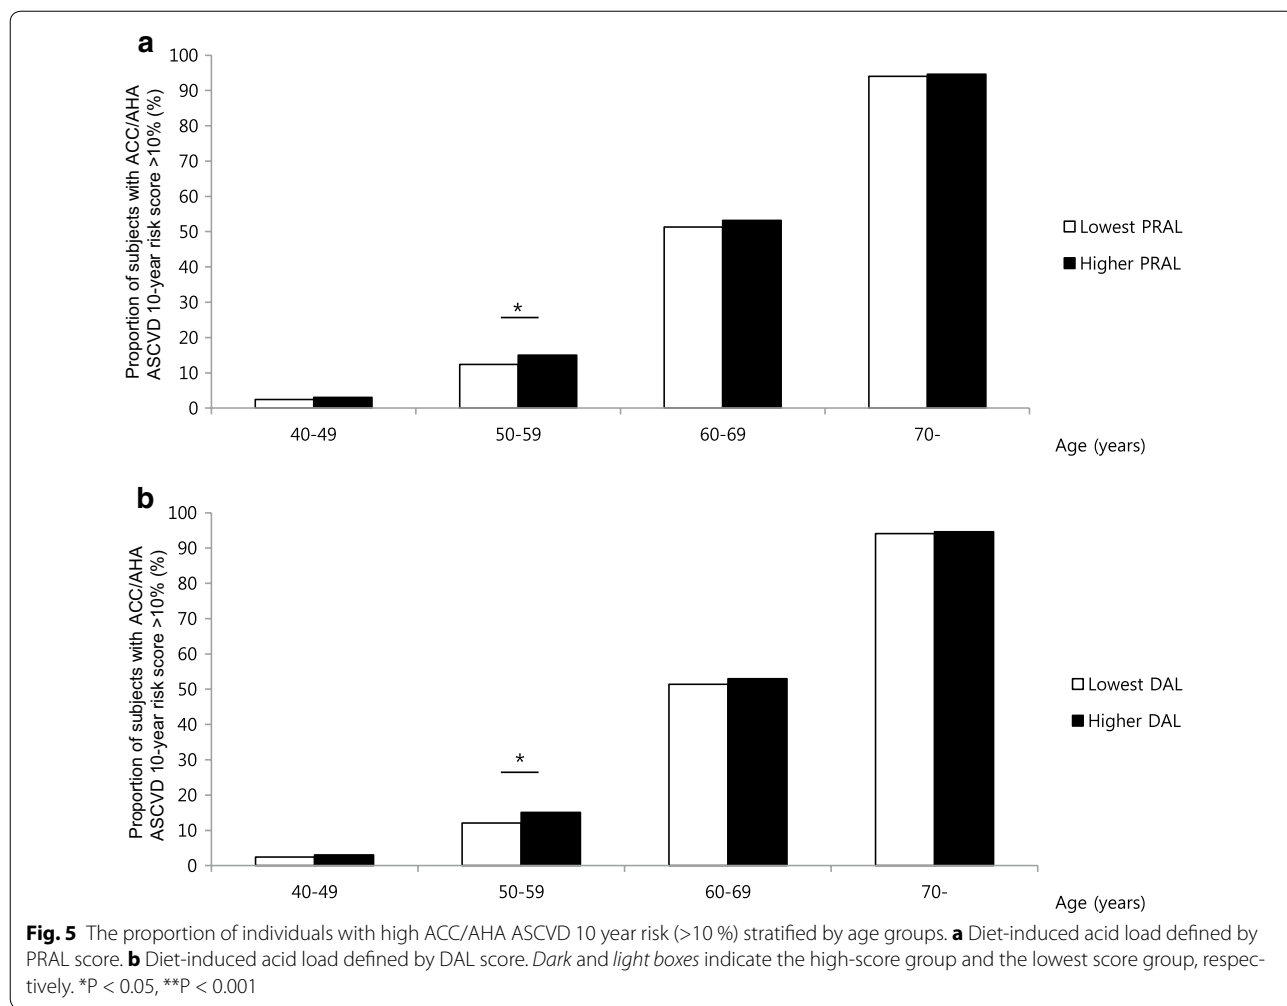 a
Proportion of subjects with ACC/AHA
ASCVD 10-year risk score >10% (%)
100
90
80
70
60
50
40
30
20
10
0
*
40-49
50-59
60-69
70-
Age (years)
Lowest PRAL
Higher PRAL
b
Proportion of subjects with ACC/AHA
ASCVD 10-year risk score >10% (%)
100
90
80
70
60
50
40
30
20
10
0
*
40-49
50-59
60-69
70-
Age (years)
Lowest DAL
Higher DAL
Fig. 5 The proportion of individuals with high ACC/AHA ASCVD 10 year risk (>10 %) stratified by age groups. a Diet-induced acid load defined by
PRAL score. b Diet-induced acid load defined by DAL score. Dark and light boxes indicate the high-score group and the lowest score group, respec-
tively. *P < 0.05, **P < 0.001